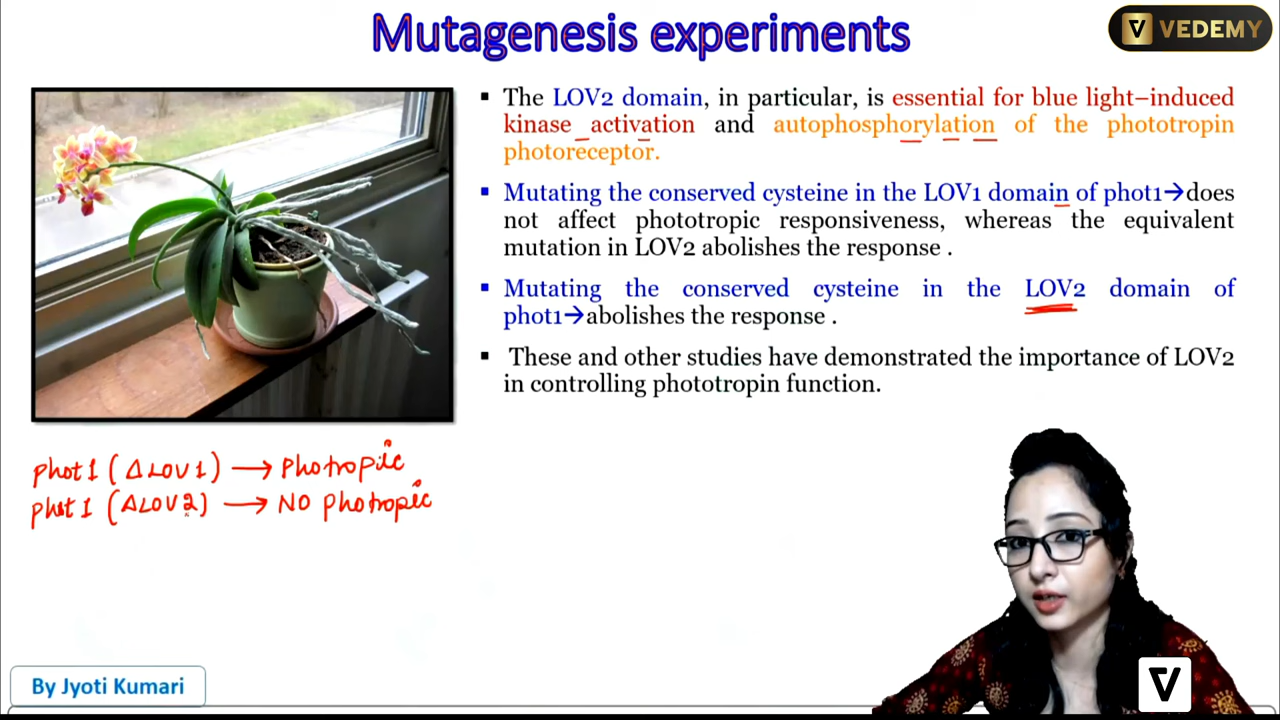 Mutagenesis experiments
VEDEMY
▪ The LOV2 domain, in particular, is essential for blue light–induced
kinase activation and autophosphorylation of the phototropin
photoreceptor.
▪ Mutating the conserved cysteine in the LOV1 domain of phot1→does
not affect phototropic responsiveness, whereas the equivalent
mutation in LOV2 abolishes the response .
▪ Mutating the conserved cysteine in the LOV2 domain of
phot1→abolishes the response .
▪ These and other studies have demonstrated the importance of LOV2
in controlling phototropin function.
phot1 (ΔLOV1) → Photropic
phot1 (ΔLOV2) → NO photropic
By Jyoti Kumari